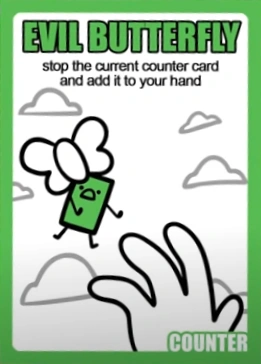 EVIL BUTTERFLY
stop the current counter card
and add it to your hand
COUNTER